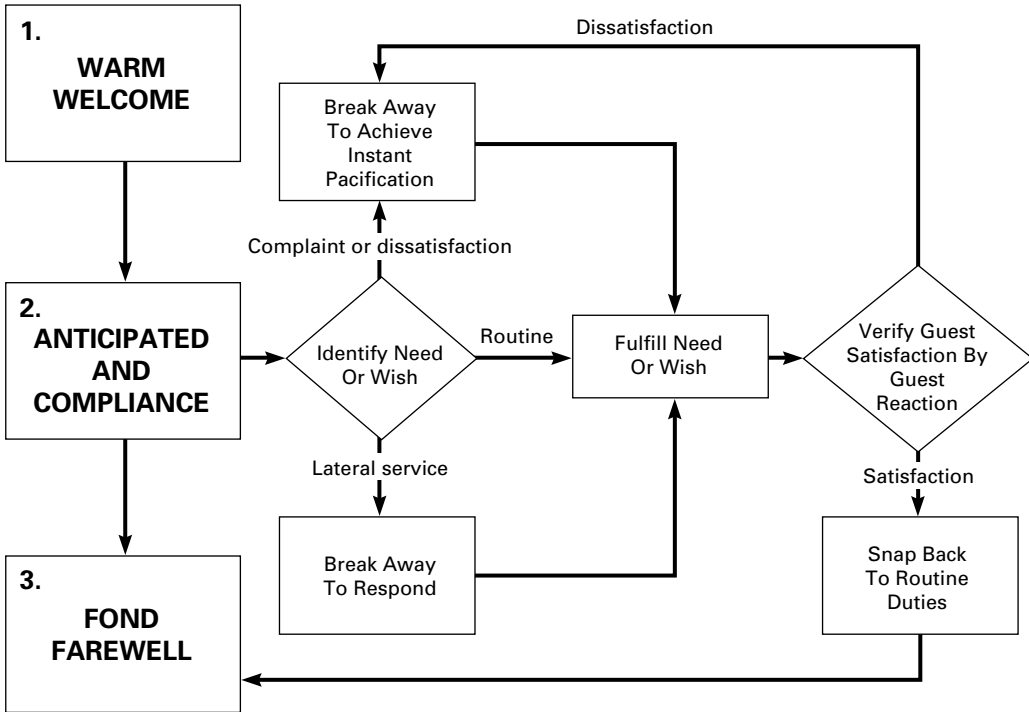 1.
WARM
WELCOME
Dissatisfaction
Break Away
To Achieve
Instant
Pacification
Complaint or dissatisfaction
2.
ANTICIPATED
AND
COMPLIANCE
Identify Need
Or Wish
Routine
Fulfill Need
Or Wish
Verify Guest
Satisfaction By
Guest
Reaction
Lateral service
Satisfaction
Break Away
To Respond
Snap Back
To Routine
Duties
3.
FOND
FAREWELL